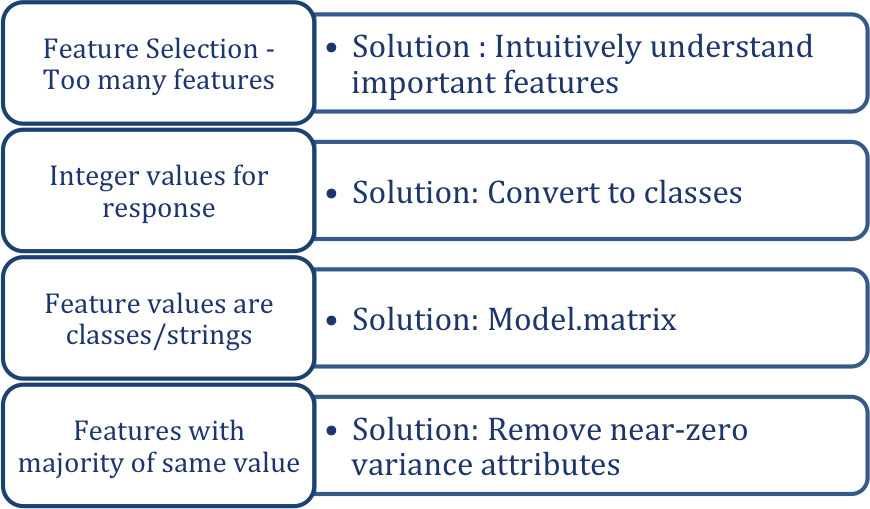 Feature Selection -
Too many features
• Solution : Intuitively understand
important features
Integer values for
response
• Solution: Convert to classes
Feature values are
classes/strings
• Solution: Model.matrix
Features with
majority of same value
• Solution: Remove near-zero
variance attributes